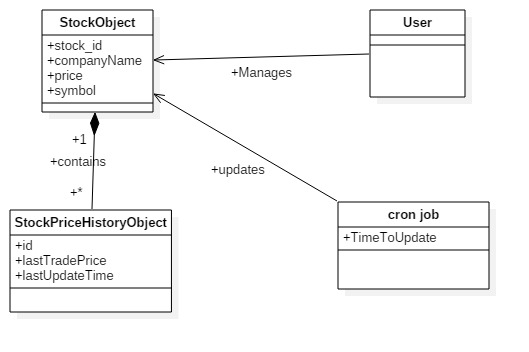 StockObject
+stock_id
+companyName
+price
+symbol
User
+Manages
+1
+contains
+*
+updates
StockPriceHistoryObject
+id
+lastTradePrice
+lastUpdateTime
cron job
+TimeToUpdate